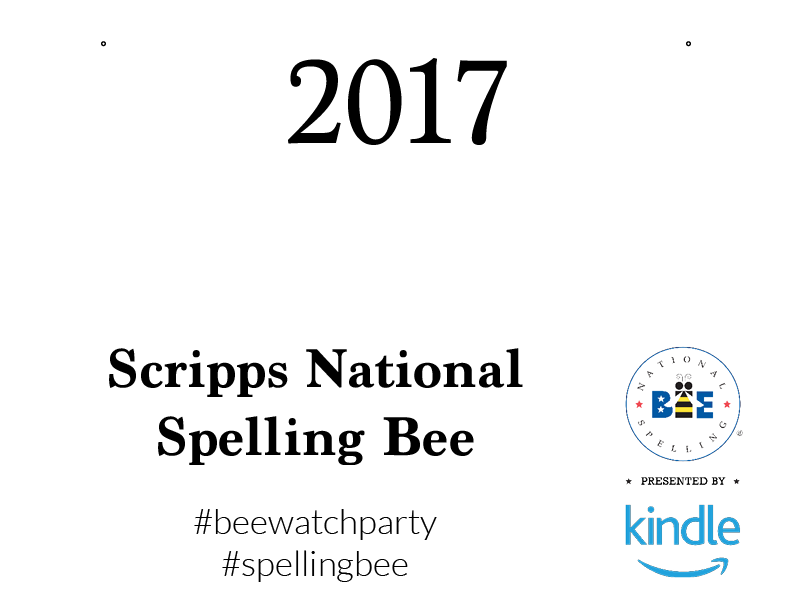 2017
Scripps National
Spelling Bee
#beewatchparty
#spellingbee
NATIONAL
BEE
SPELLING
®
★ PRESENTED BY ★
kindle